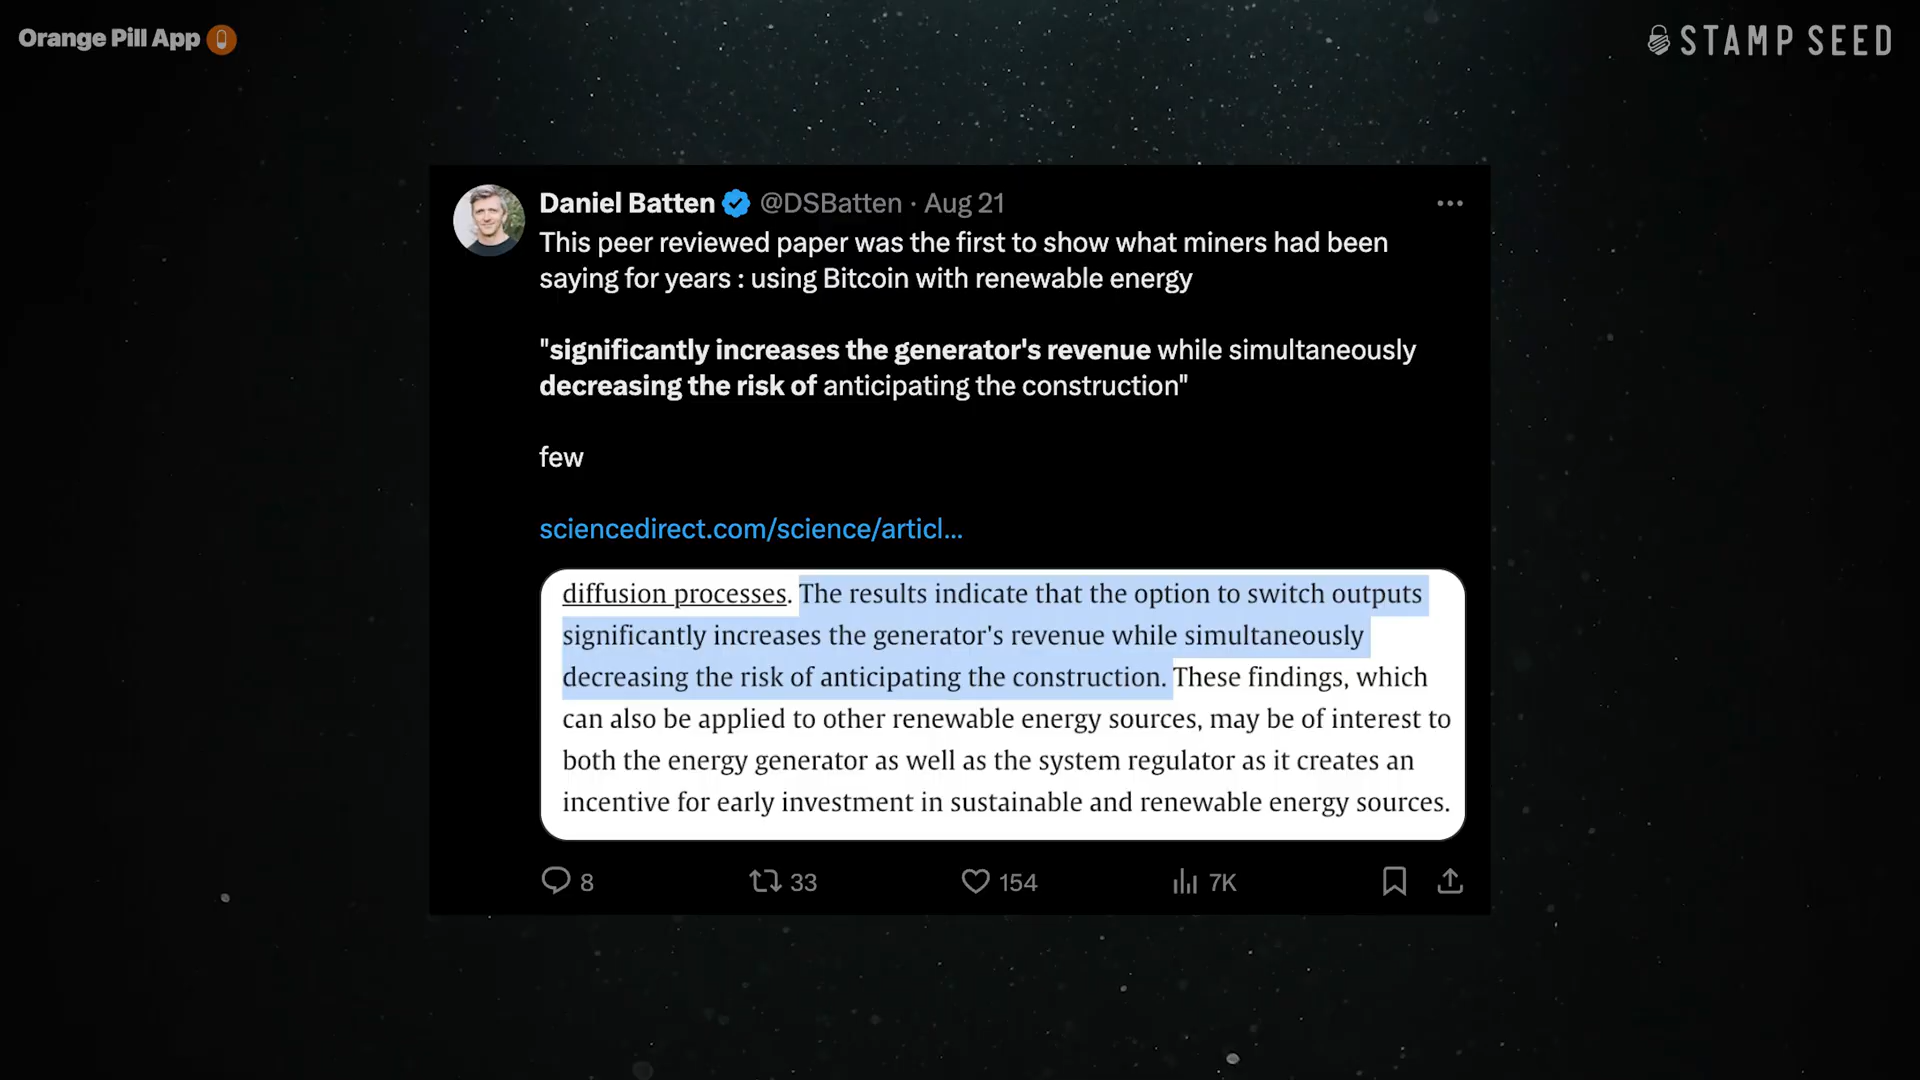 Orange Pill App
STAMP SEED
Daniel Batten @DSBatten · Aug 21
This peer reviewed paper was the first to show what miners had been
saying for years : using Bitcoin with renewable energy
"significantly increases the generator's revenue while simultaneously
decreasing the risk of anticipating the construction"
few
sciencedirect.com/science/articl...
diffusion processes. The results indicate that the option to switch outputs
significantly increases the generator's revenue while simultaneously
decreasing the risk of anticipating the construction. These findings, which
can also be applied to other renewable energy sources, may be of interest to
both the energy generator as well as the system regulator as it creates an
incentive for early investment in sustainable and renewable energy sources.
8 33 154 7K